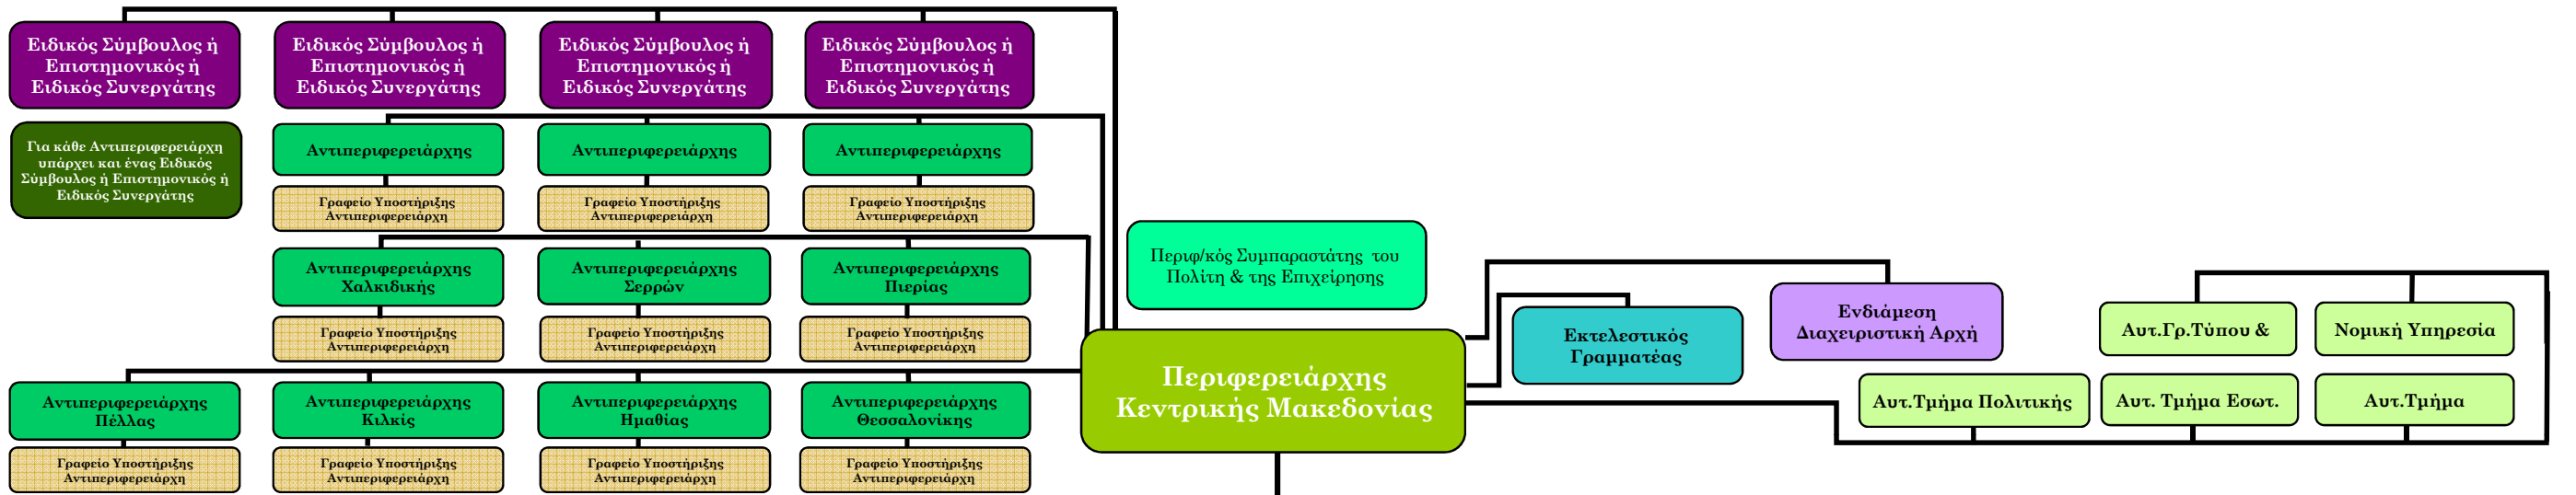 Ειδικός Σύμβουλος ή
Επιστημονικός ή
Ειδικός Συνεργάτης
Ειδικός Σύμβουλος ή
Επιστημονικός ή
Ειδικός Συνεργάτης
Ειδικός Σύμβουλος ή
Επιστημονικός ή
Ειδικός Συνεργάτης
Ειδικός Σύμβουλος ή
Επιστημονικός ή
Ειδικός Συνεργάτης
Για κάθε Αντιπεριφερειάρχη
υπάρχει και ένας Ειδικός
Σύμβουλος ή Επιστημονικός ή
Ειδικός Συνεργάτης
Αντιπεριφερειάρχης
Αντιπεριφερειάρχης
Αντιπεριφερειάρχης
Γραφείο Υποστήριξης
Αντιπεριφερειάρχη
Γραφείο Υποστήριξης
Αντιπεριφερειάρχη
Γραφείο Υποστήριξης
Αντιπεριφερειάρχη
Αντιπεριφερειάρχης
Χαλκιδικής
Αντιπεριφερειάρχης
Σερρών
Αντιπεριφερειάρχης
Πιερίας
Γραφείο Υποστήριξης
Αντιπεριφερειάρχη
Γραφείο Υποστήριξης
Αντιπεριφερειάρχη
Γραφείο Υποστήριξης
Αντιπεριφερειάρχη
Αντιπεριφερειάρχης
Πέλλας
Αντιπεριφερειάρχης
Κιλκίς
Αντιπεριφερειάρχης
Ημαθίας
Αντιπεριφερειάρχης
Θεσσαλονίκης
Γραφείο Υποστήριξης
Αντιπεριφερειάρχη
Γραφείο Υποστήριξης
Αντιπεριφερειάρχη
Γραφείο Υποστήριξης
Αντιπεριφερειάρχη
Γραφείο Υποστήριξης
Αντιπεριφερειάρχη
Περιφ/κός Συμπαραστάτης του
Πολίτη & της Επιχείρησης
Περιφερειάρχης
Κεντρικής Μακεδονίας
Εκτελεστικός
Γραμματέας
Ενδιάμεση
Διαχειριστική Αρχή
Αυτ.Γρ.Τύπου &
Νομική Υπηρεσία
Αυτ.Τμήμα Πολιτικής
Αυτ. Τμήμα Εσωτ.
Αυτ.Τμήμα